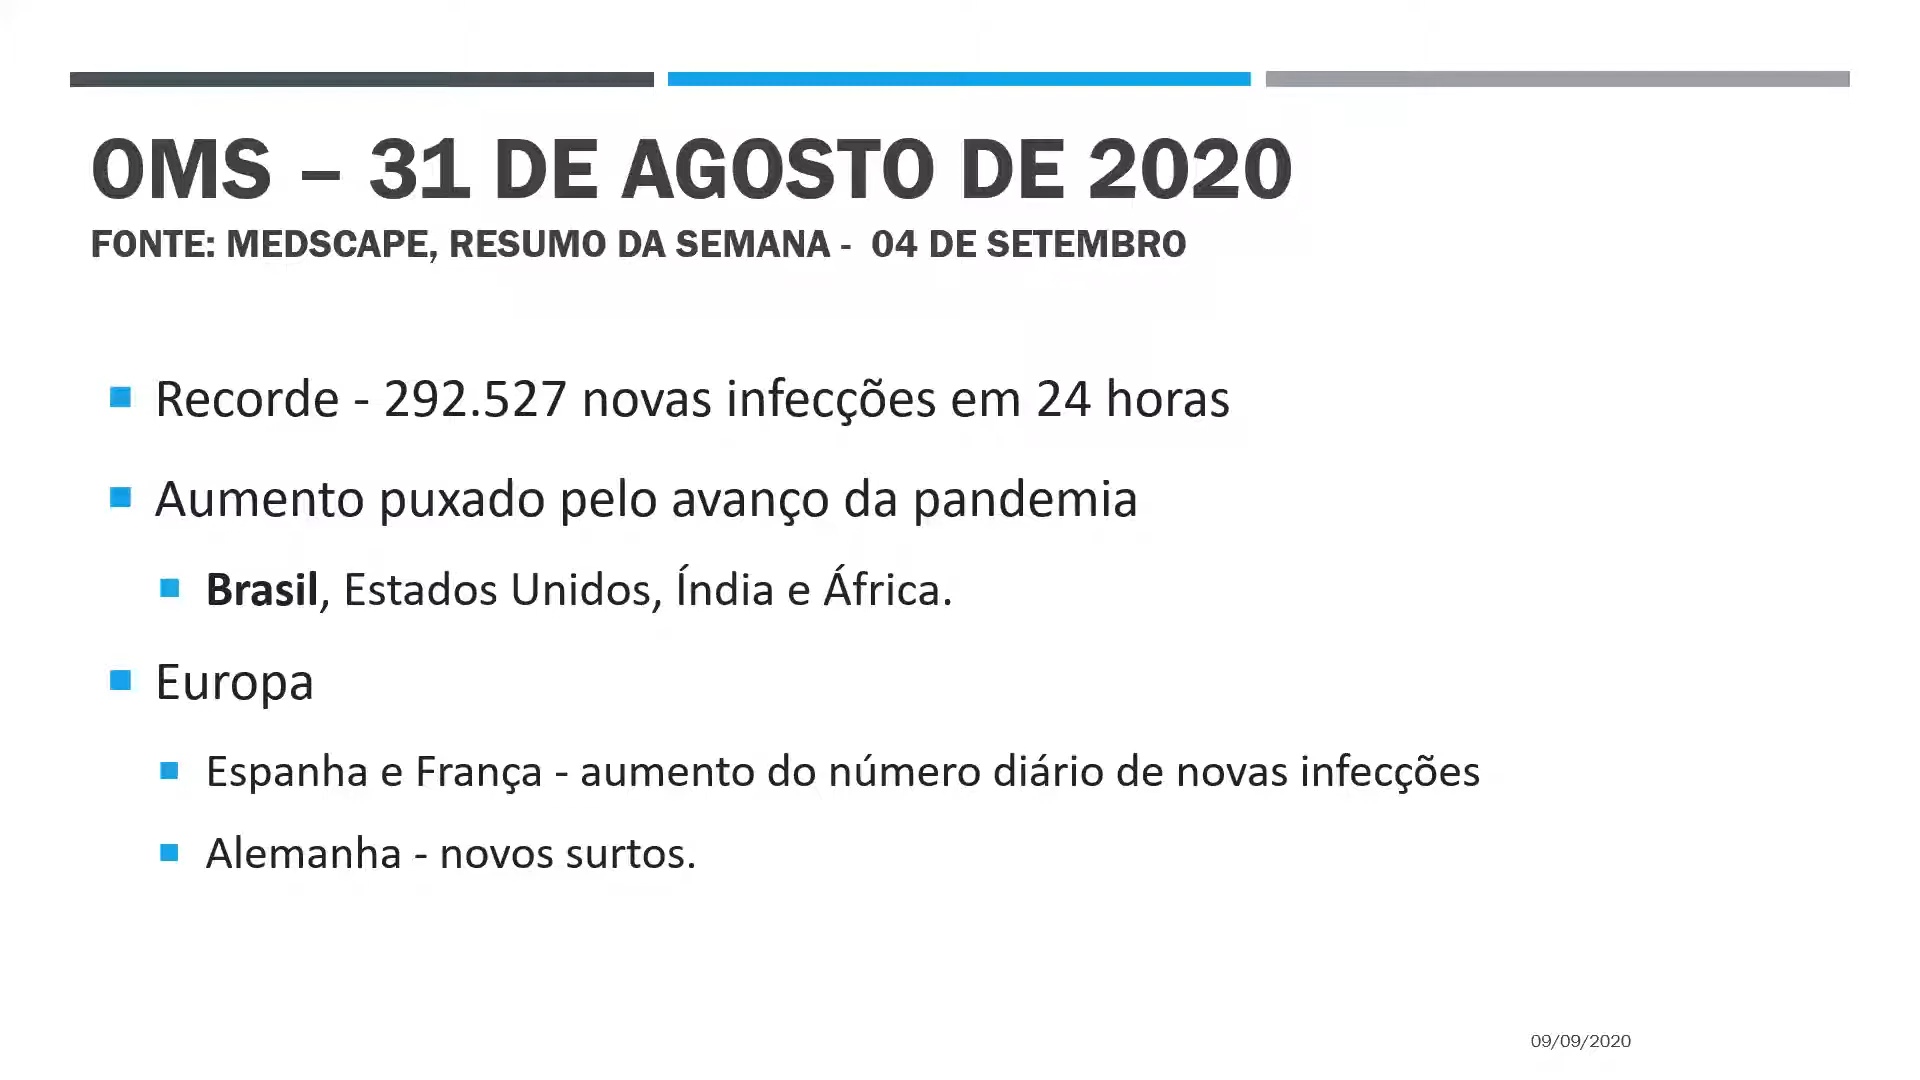 OMS – 31 DE AGOSTO DE 2020
FONTE: MEDSCAPE, RESUMO DA SEMANA - 04 DE SETEMBRO
Recorde - 292.527 novas infecções em 24 horas
Aumento puxado pelo avanço da pandemia
Brasil, Estados Unidos, Índia e África.
Europa
Espanha e França - aumento do número diário de novas infecções
Alemanha - novos surtos.
09/09/2020